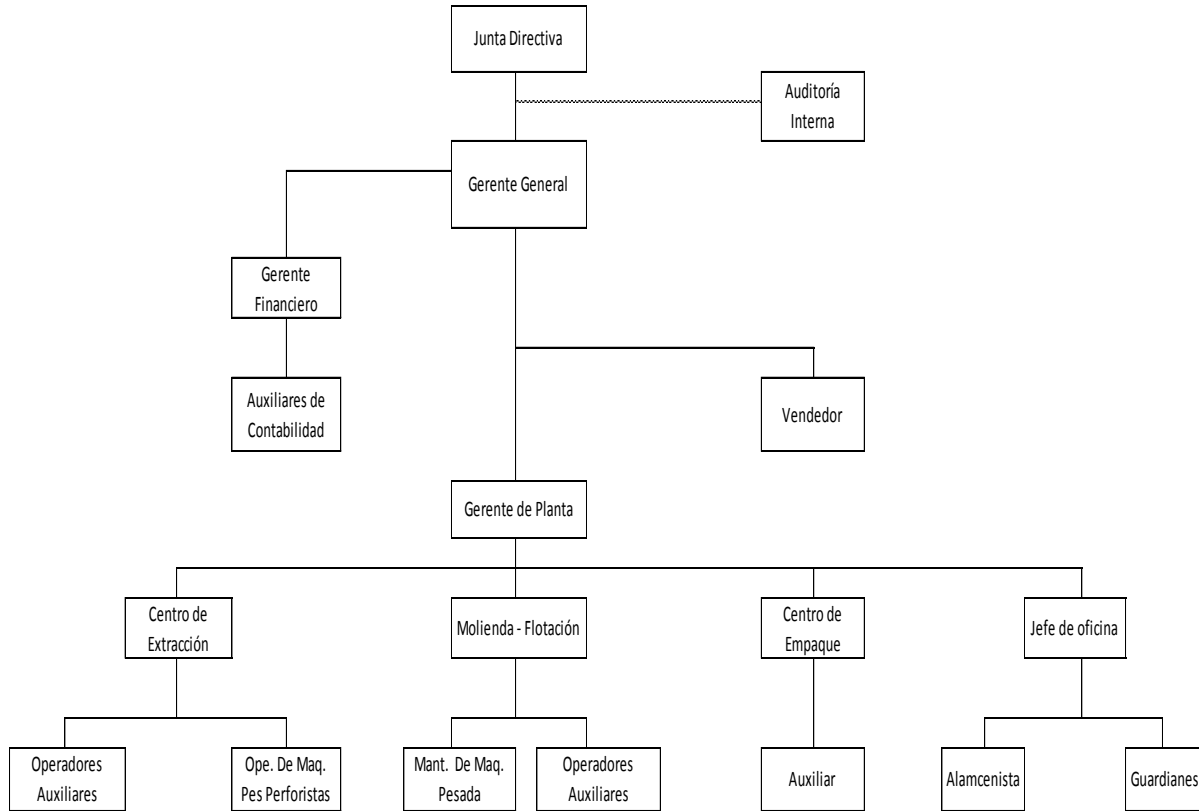 Junta Directiva
Auditoría
Interna
Gerente General
Gerente
Financiero
Auxiliares de
Contabilidad
Vendedor
Gerente de Planta
Centro de
Extracción
Molienda - Flotación
Centro de
Empaque
Jefe de oficina
Operadores
Auxiliares
Ope. De Maq.
Pes Perforistas
Mant. De Maq.
Pesada
Operadores
Auxiliares
Auxiliar
Alamcenista
Guardianes